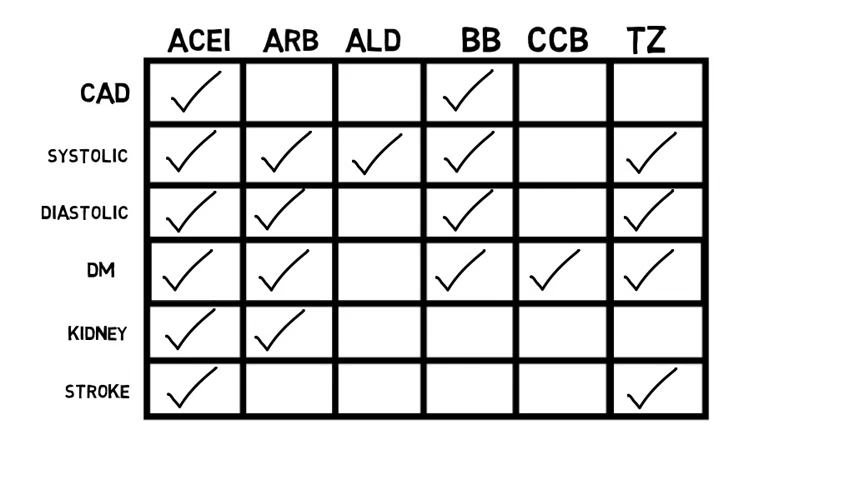 ACEI ARB ALD BB CCB TZ
CAD
SYSTOLIC
DIASTOLIC
DM
KIDNEY
STROKE